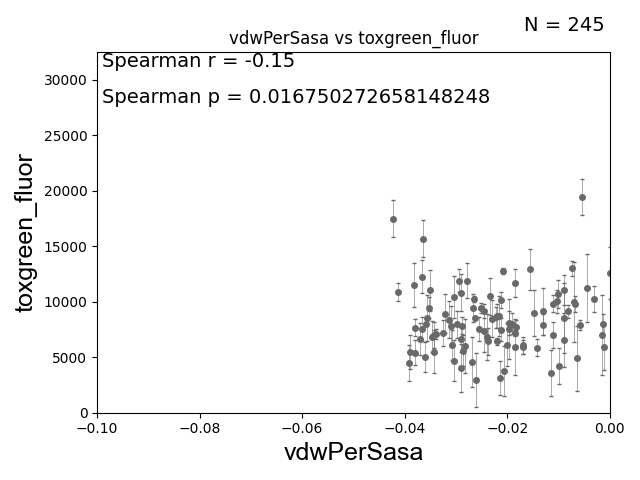 N = 245
vdwPerSasa vs toxgreen_fluor
Spearman r = -0.15
Spearman p = 0.016750272658148248
30000
25000
20000
15000
10000
5000
0
toxgreen_fluor
−0.10
−0.08
−0.06
−0.04
−0.02
0.00
vdwPerSasa